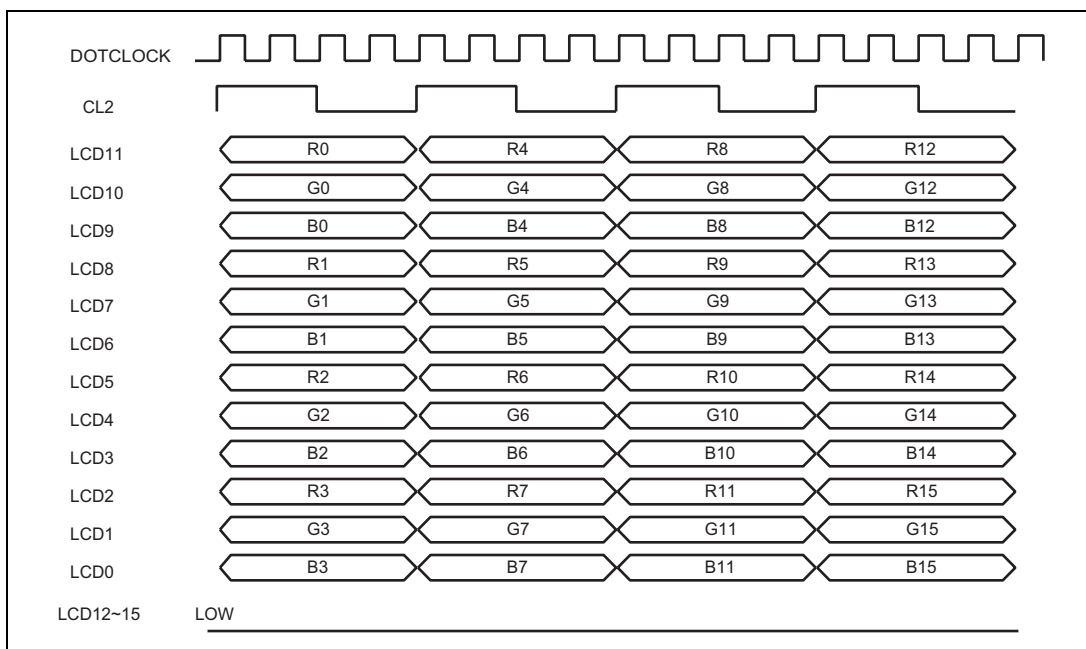 DOTCLOCK
CL2
LCD11 R0 R4 R8 R12
LCD10 G0 G4 G8 G12
LCD9 B0 B4 B8 B12
LCD8 R1 R5 R9 R13
LCD7 G1 G5 G9 G13
LCD6 B1 B5 B9 B13
LCD5 R2 R6 R10 R14
LCD4 G2 G6 G10 G14
LCD3 B2 B6 B10 B14
LCD2 R3 R7 R11 R15
LCD1 G3 G7 G11 G15
LCD0 B3 B7 B11 B15
LCD12~15 LOW